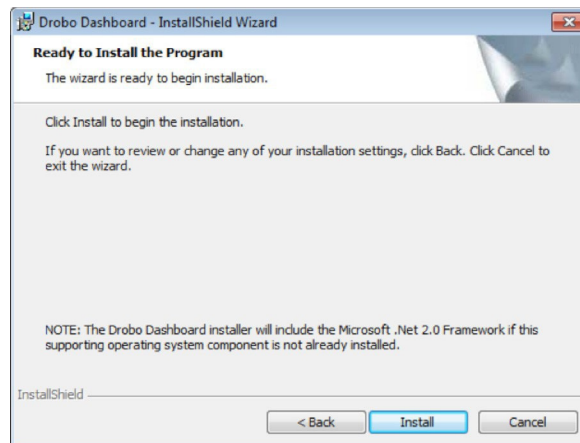 Drobo Dashboard - InstallShield Wizard
Ready to Install the Program
The wizard is ready to begin installation.
Click Install to begin the installation.
If you want to review or change any of your installation settings, click Back. Click Cancel to
exit the wizard.
NOTE: The Drobo Dashboard installer will include the Microsoft .Net 2.0 Framework if this
supporting operating system component is not already installed.
InstallShield
< Back
Install
Cancel